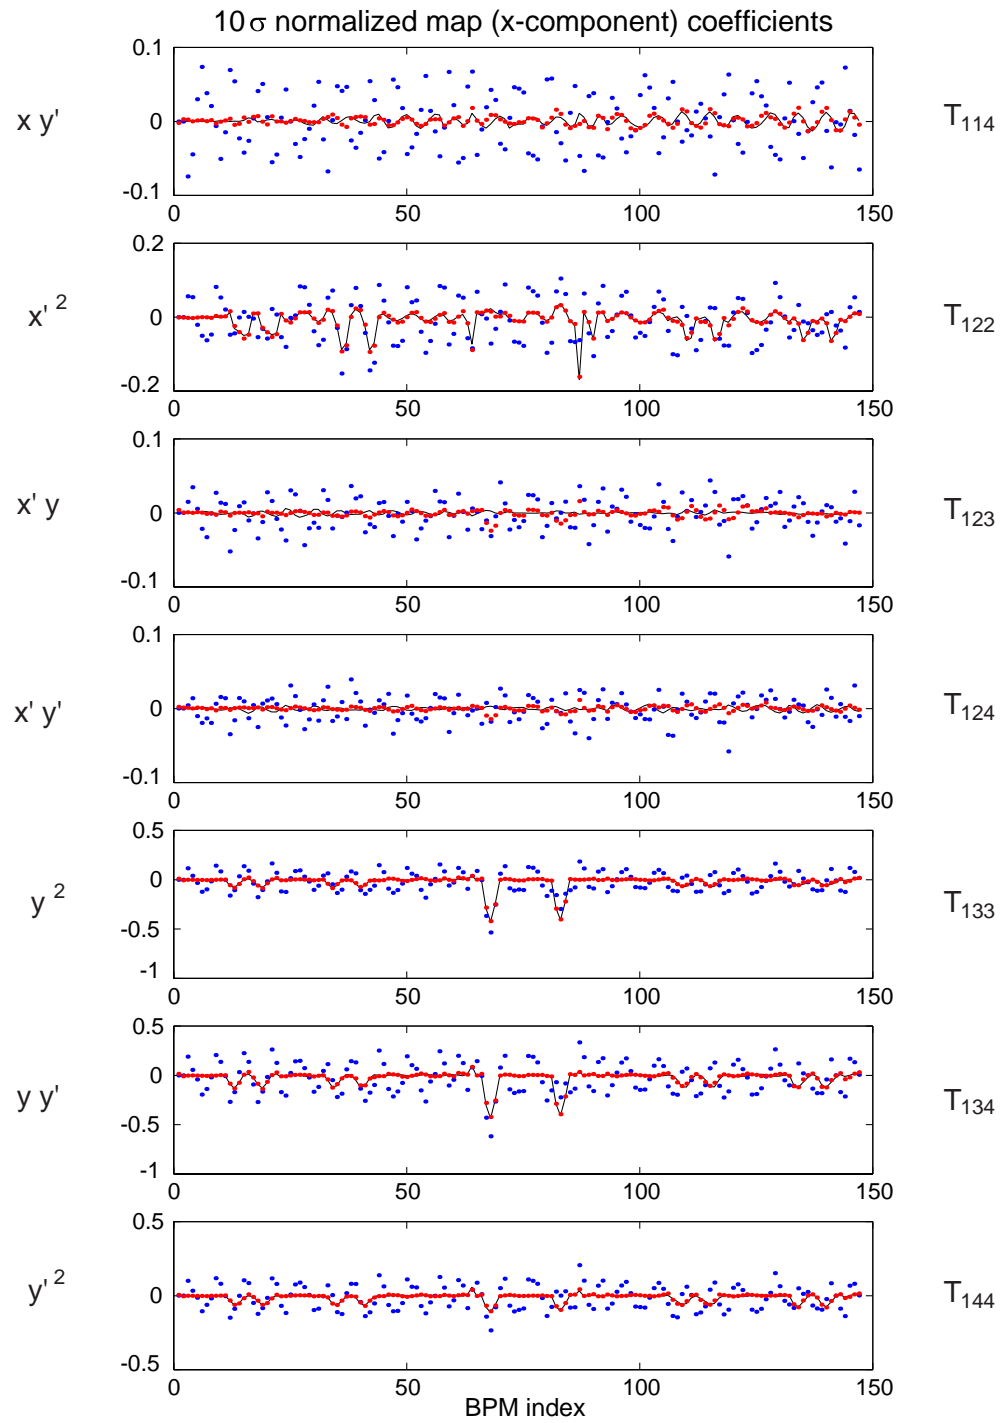 10σ normalized map (x-component) coefficients
0.1
0
-0.1
x y'
T114
0 50 100 150
0.2
0
-0.2
x' 2
T122
0 50 100 150
0.1
0
-0.1
x' y
T123
0 50 100 150
0.1
0
-0.1
x' y'
T124
0 50 100 150
0.5
0
-0.5
-1
y 2
T133
0 50 100 150
0.5
0
-0.5
-1
y y'
T134
0 50 100 150
0.5
0
-0.5
y' 2
T144
0 50 100 150
BPM index